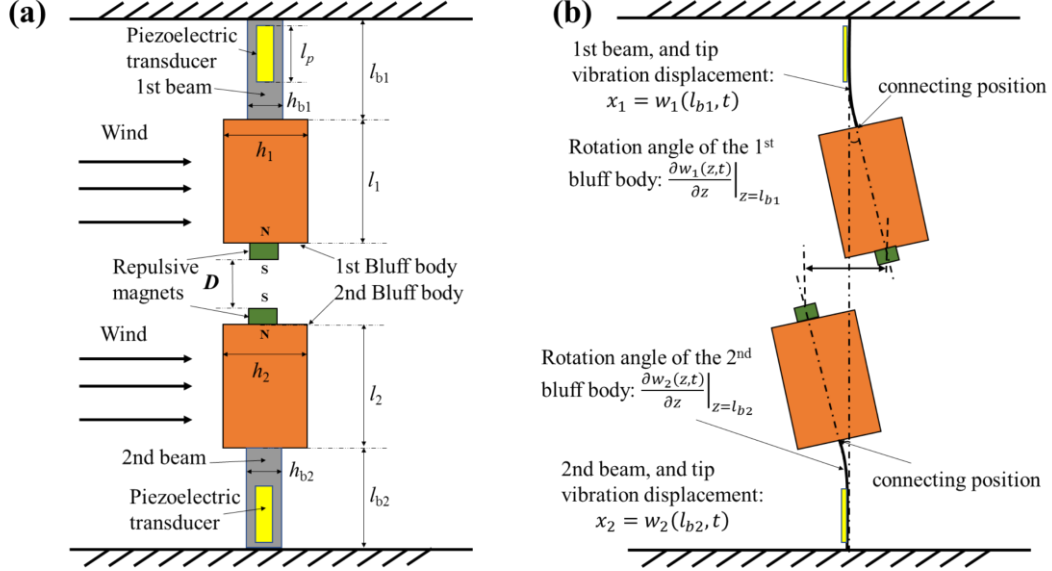 (a)
Piezoelectric
transducer
1st beam
l_p
l_b1
h_b1
Wind
h_1
l_1
N
Repulsive
magnets
D
S
S
1st Bluff body
2nd Bluff body
N
Wind
h_2
l_2
2nd beam
h_b2
l_b2
Piezoelectric
transducer
(b)
1st beam, and tip
vibration displacement:
x_1 = w_1(l_b1, t)
connecting position
Rotation angle of the 1st
bluff body: ∂w_1(z,t)/∂z|z=l_b1
Rotation angle of the 2nd
bluff body: ∂w_2(z,t)/∂z|z=l_b2
2nd beam, and tip
vibration displacement:
x_2 = w_2(l_b2, t)
connecting position